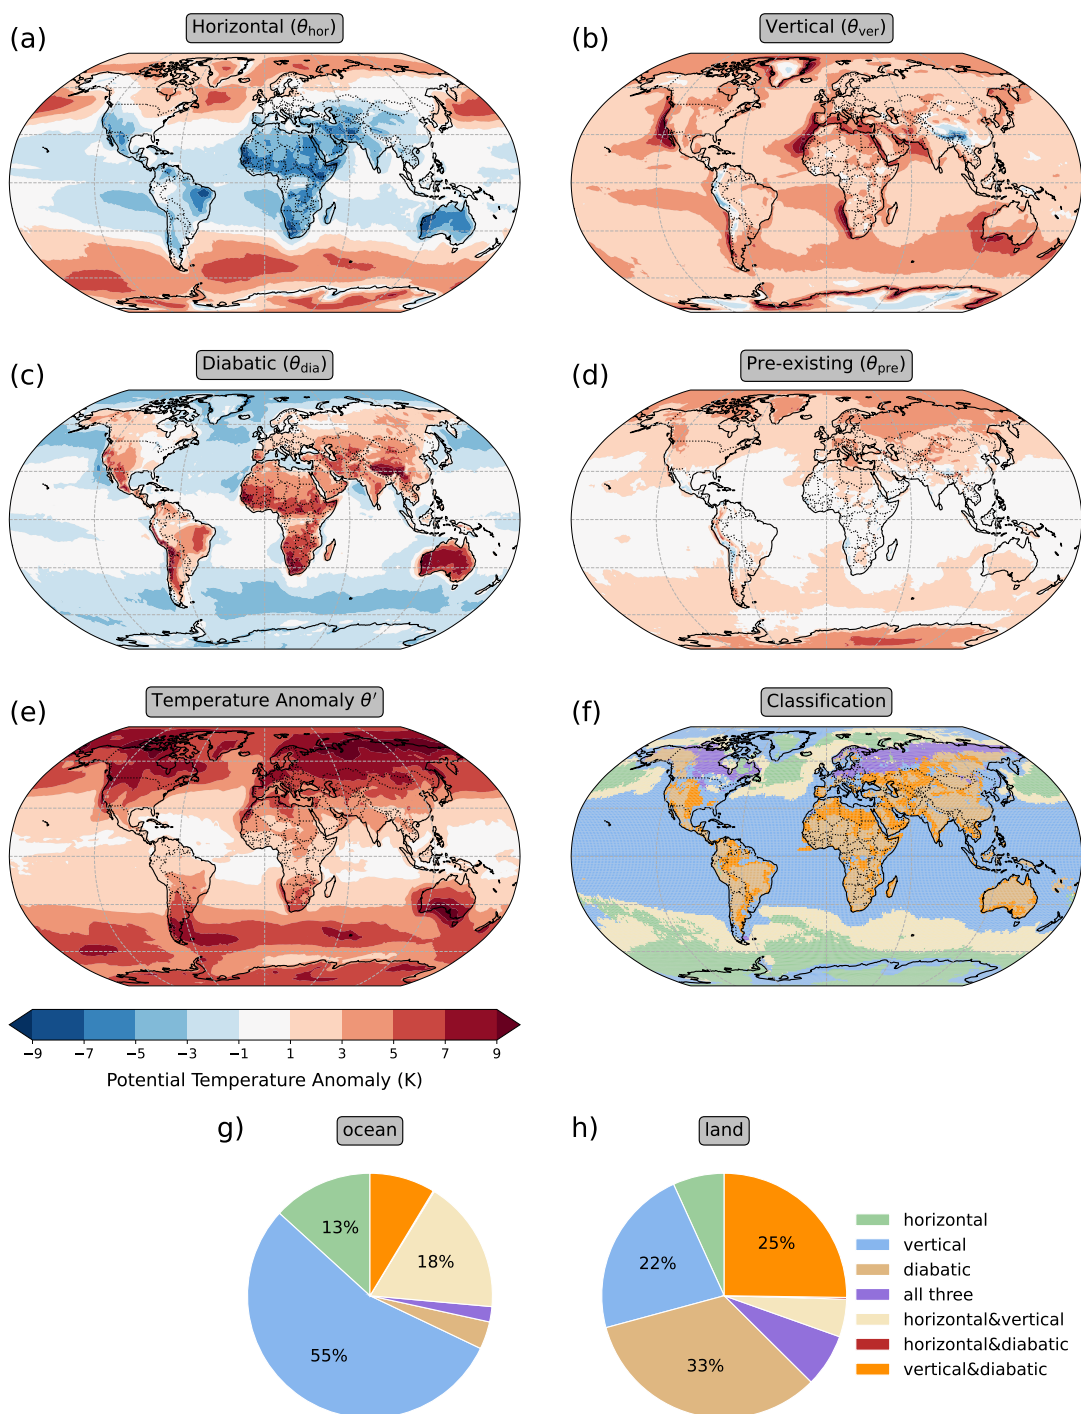 (a) Horizontal (θhor)
(b) Vertical (θver)
(c) Diabatic (θdia)
(d) Pre-existing (θpre)
(e) Temperature Anomaly θ′
(f) Classification
−9 −7 −5 −3 −1 1 3 5 7 9
Potential Temperature Anomaly (K)
g) ocean
h) land
13%
18%
55%
25%
22%
33%
horizontal
vertical
diabatic
all three
horizontal&vertical
horizontal&diabatic
vertical&diabatic